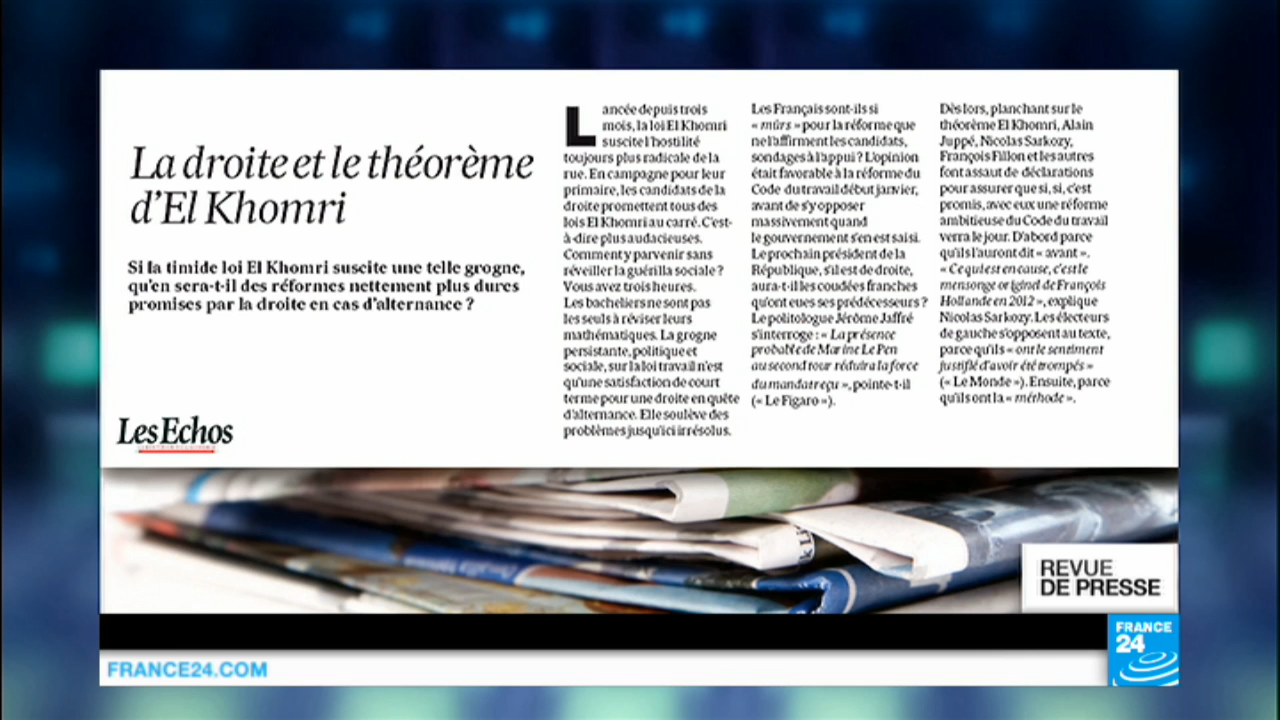 La droite et le théorème
d'El Khomri
Si la timide loi El Khomri suscite une telle grogne,
qu'en sera-t-il des réformes nettement plus dures
promises par la droite en cas d'alternance ?
Les Echos
Lancée depuis trois
mois, la loi El Khomri
suscite l'hostilité
toujours plus radicale de la
rue. En campagne pour leur
primaire, les candidats de la
droite promettent tous des
lois El Khomri au carré. C'est-
à-dire plus audacieuses.
Comment y parvenir sans
réveiller la guérilla sociale ?
Vous avez trois heures.
Les bacheliers ne sont pas
les seuls à réviser leurs
mathématiques. La grogne
persistante, politique et
sociale, sur la loi travail n'est
qu'une satisfaction de court
terme pour une droite en quête
d'alternance. Elle soulève des
problèmes jusqu'ici irrésolus.
Les Français sont-ils si
« mûrs » pour la réforme que
ne l'affirment les candidats,
sondages à l'appui ? L'opinion
était favorable à la réforme du
Code du travail début janvier,
avant de s'y opposer
massivement quand
le gouvernement s'en est saisi.
Le prochain président de la
République, s'il est de droite,
aura-t-il les coudées franches
qu'ont eues ses prédécesseurs ?
Le politologue Jérôme Jaffré
s'interroge : « La présence
probable de Marine Le Pen
au second tour réduira la force
du mandat reçu », pointe-t-il
(« Le Figaro »).
Dès lors, planchant sur le
théorème El Khomri, Alain
Juppé, Nicolas Sarkozy,
François Fillon et les autres
font assaut de déclarations
pour assurer que si, si, c'est
promis, avec eux une réforme
ambitieuse du Code du travail
verra le jour. D'abord parce
qu'ils l'auront dit « avant ».
« Ce qui est en cause, c'est le
mensonge originel de François
Hollande en 2012 », explique
Nicolas Sarkozy. Les électeurs
de gauche s'opposent au texte,
parce qu'ils « ont le sentiment
justifié d'avoir été trompés »
(« Le Monde »). Ensuite, parce
qu'ils ont la « méthode ».
REVUE
DE PRESSE
FRANCE
24
FRANCE24.COM